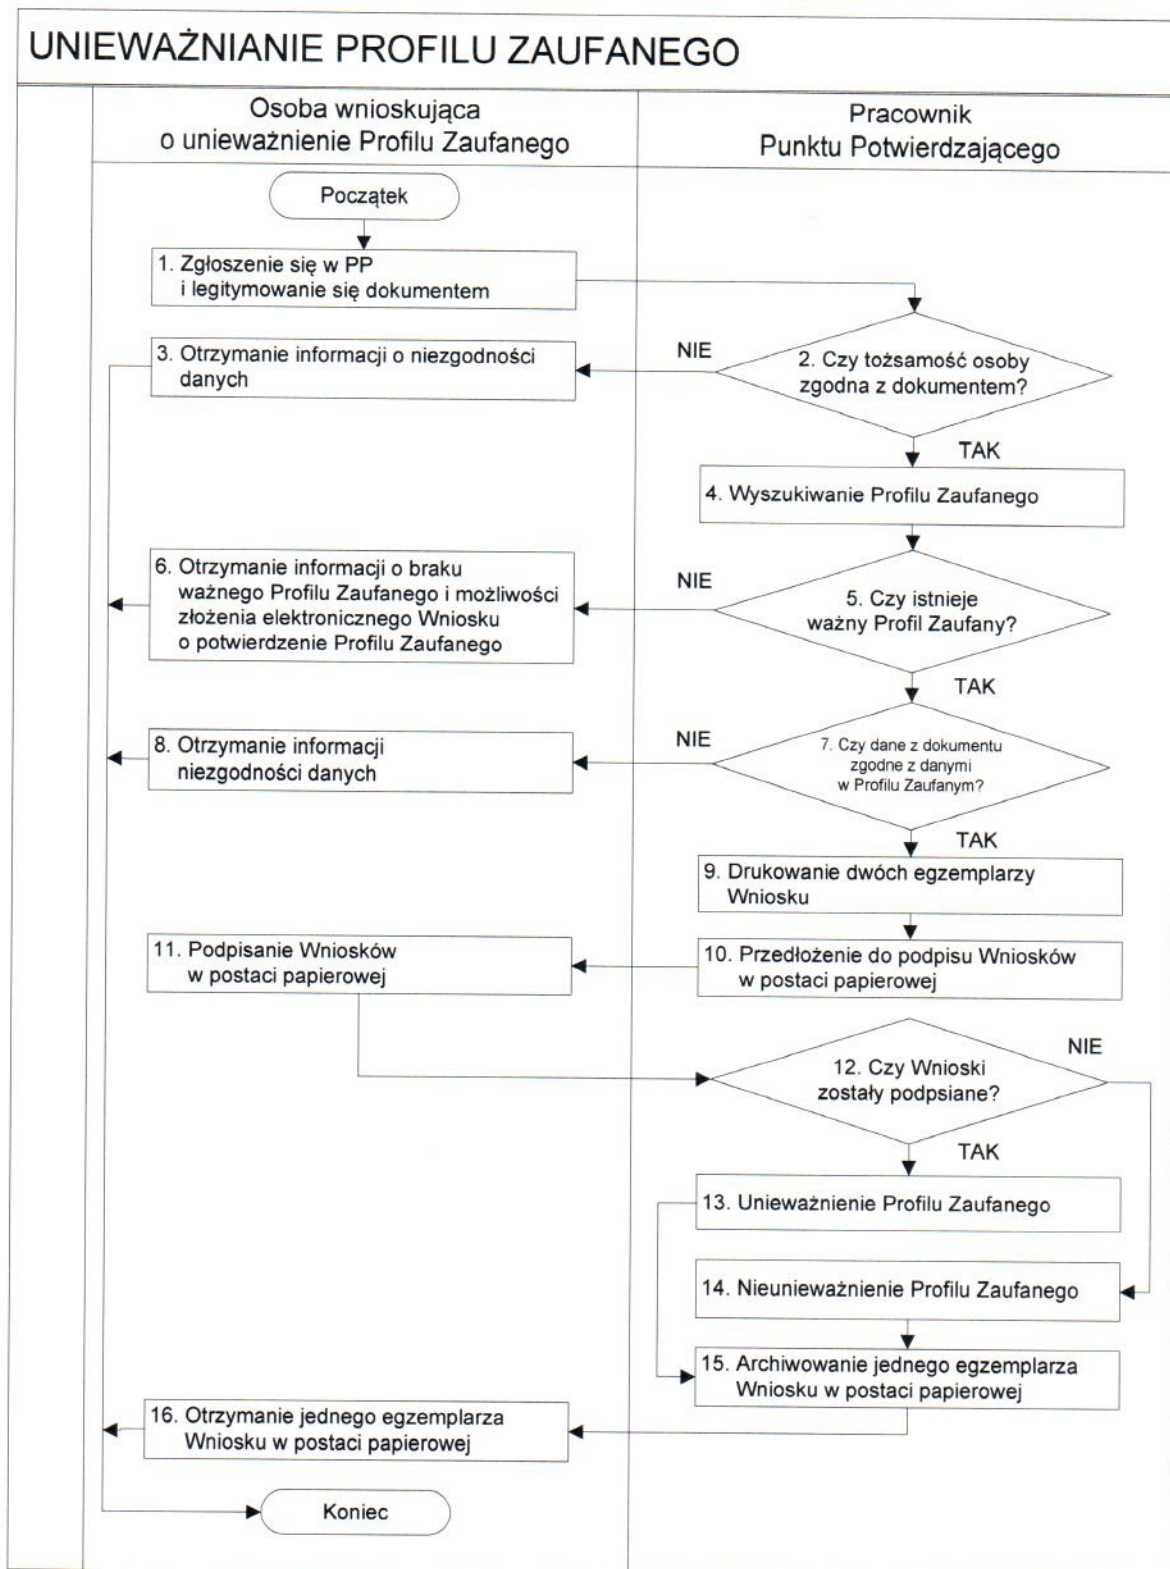 UNIEWAŻNIANIE PROFILU ZAUFANEGO
Osoba wnioskująca
o unieważnienie Profilu Zaufanego
Pracownik
Punktu Potwierdzającego
Początek
1. Zgłoszenie się w PP
i legitymowanie się dokumentem
2. Czy tożsamość osoby
zgodna z dokumentem?
NIE
3. Otrzymanie informacji o niezgodności
danych
TAK
4. Wyszukiwanie Profilu Zaufanego
5. Czy istnieje
ważny Profil Zaufany?
NIE
6. Otrzymanie informacji o braku
ważnego Profilu Zaufanego i możliwości
złożenia elektronicznego Wniosku
o potwierdzenie Profilu Zaufanego
TAK
7. Czy dane z dokumentu
zgodne z danymi
w Profilu Zaufanym?
NIE
8. Otrzymanie informacji
niezgodności danych
TAK
9. Drukowanie dwóch egzemplarzy
Wniosku
10. Przedłożenie do podpisu Wniosków
w postaci papierowej
11. Podpisanie Wniosków
w postaci papierowej
12. Czy Wnioski
zostały podpsiane?
NIE
TAK
13. Unieważnienie Profilu Zaufanego
14. Nieunieważnienie Profilu Zaufanego
15. Archiwowanie jednego egzemplarza
Wniosku w postaci papierowej
16. Otrzymanie jednego egzemplarza
Wniosku w postaci papierowej
Koniec